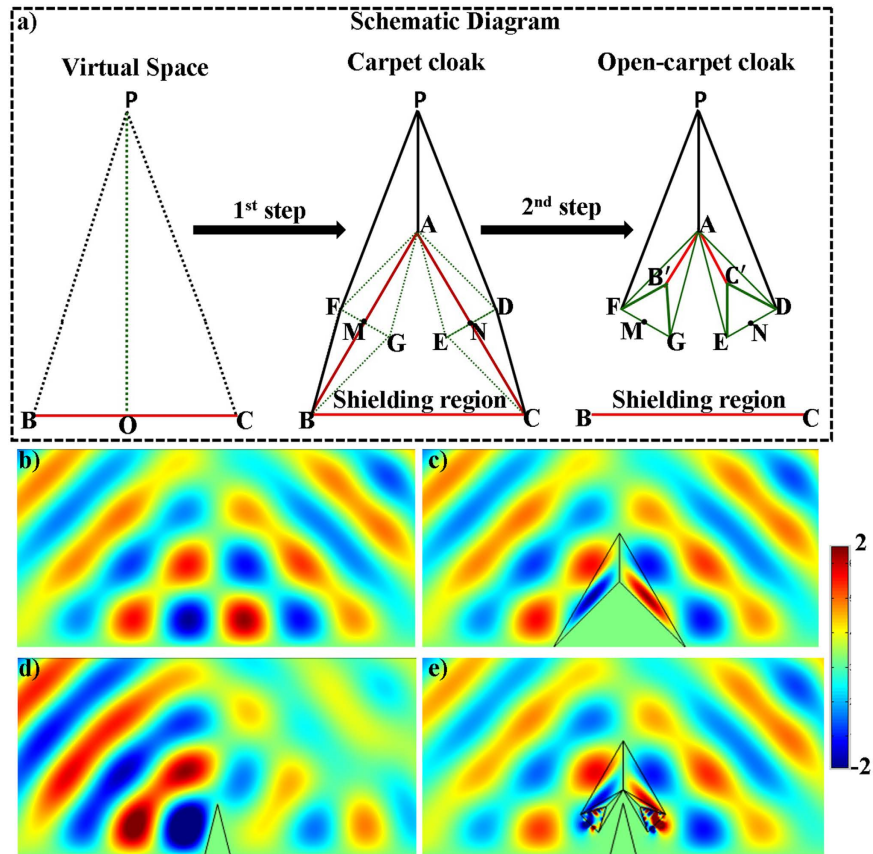 a)
Schematic Diagram
Virtual Space
Carpet cloak
Open-carpet cloak
P
P
P
1st step
2nd step
A
A
B′
C′
F
D
F
D
M
N
M
N
G
E
G
E
Shielding region
Shielding region
B
O
C
B
C
B
C
b)
c)
2
d)
e)
-2